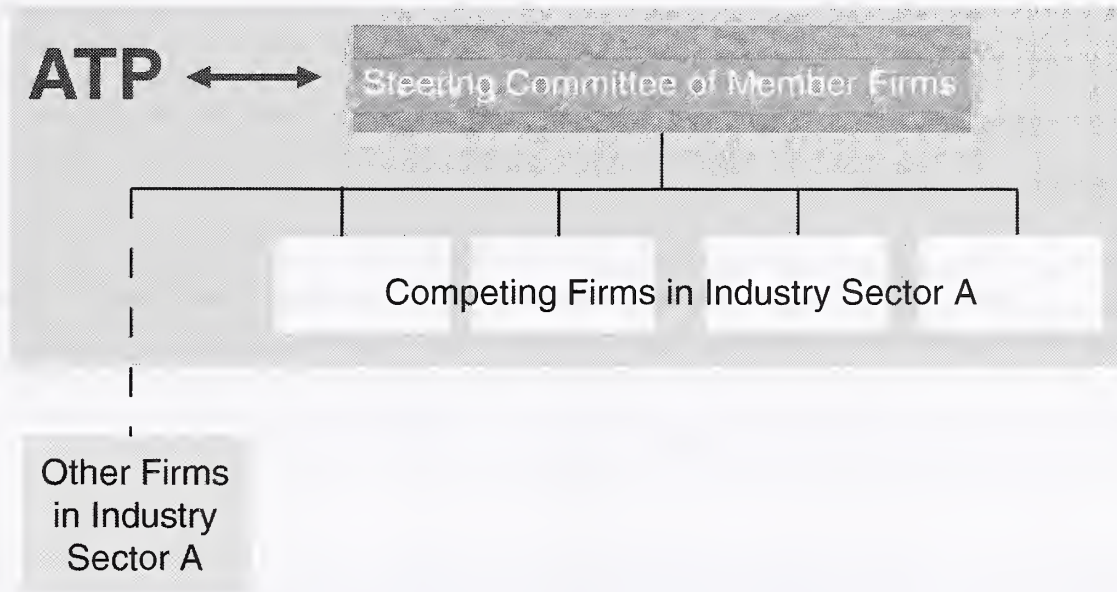 ATP
Steering Committee of Member Firms
Competing Firms in Industry Sector A
Other Firms
in Industry
Sector A